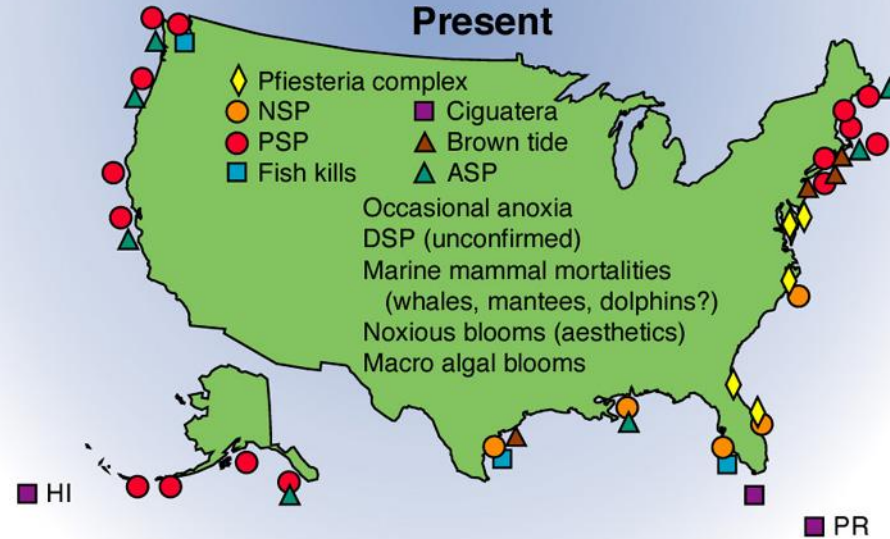 Present
Pfiesteria complex
NSP
Ciguatera
PSP
Brown tide
Fish kills
ASP
Occasional anoxia
DSP (unconfirmed)
Marine mammal mortalities
(whales, mantees, dolphins?)
Noxious blooms (aesthetics)
Macro algal blooms
HI
PR